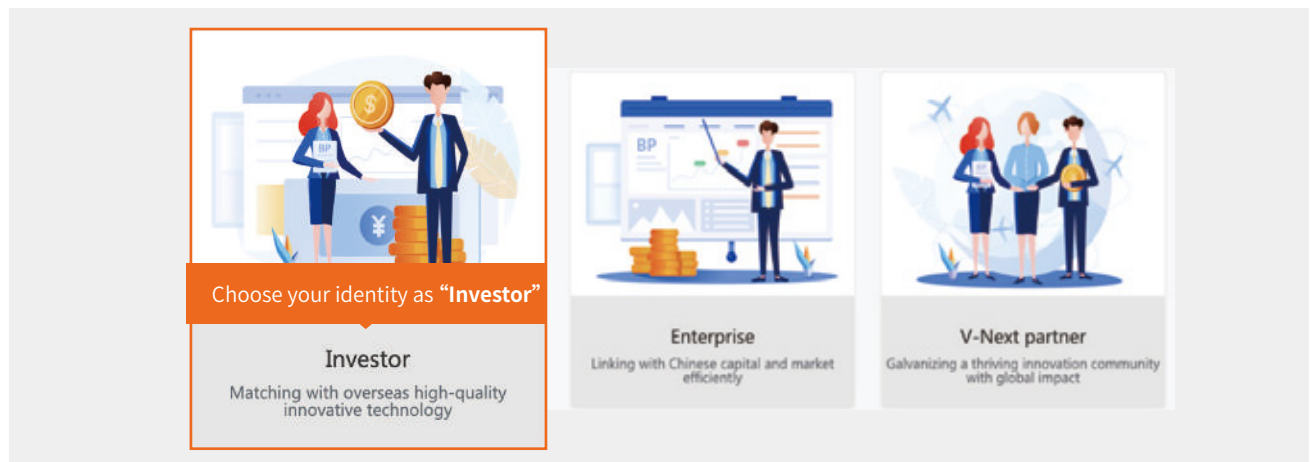 BP
$
¥
Choose your identity as “Investor”
Investor
Matching with overseas high-quality
innovative technology
BP
Enterprise
Linking with Chinese capital and market
efficiently
BP
V-Next partner
Galvanizing a thriving innovation community
with global impact